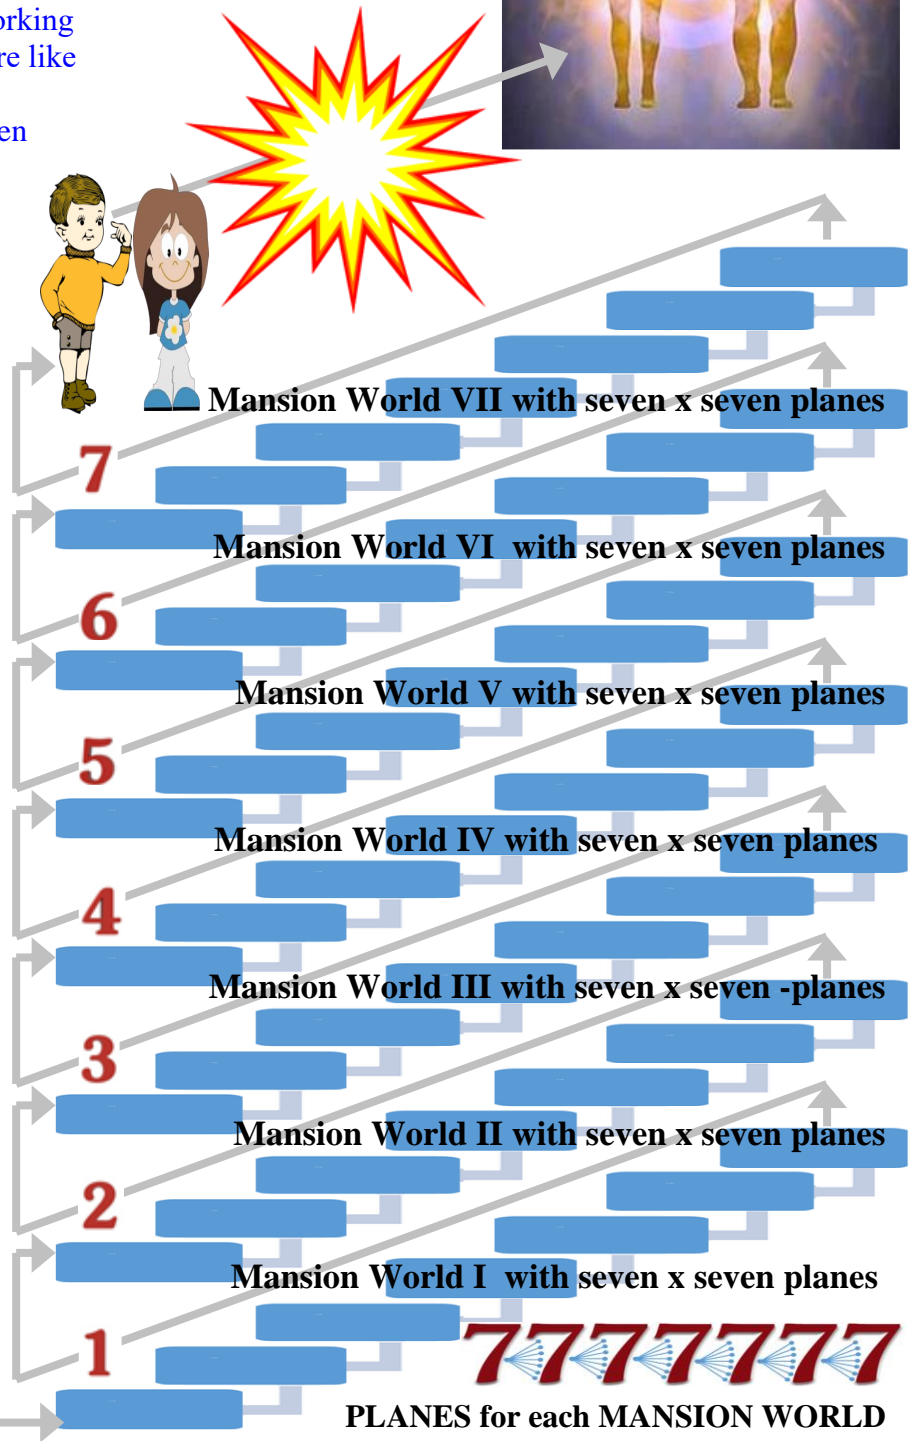 re like
Mansion World VII with seven x seven planes
7
Mansion World VI with seven x seven planes
6
Mansion World V with seven x seven planes
5
Mansion World IV with seven x seven planes
4
Mansion World III with seven x seven -planes
3
Mansion World II with seven x seven planes
2
Mansion World I with seven x seven planes
1
7777777
PLANES for each MANSION WORLD